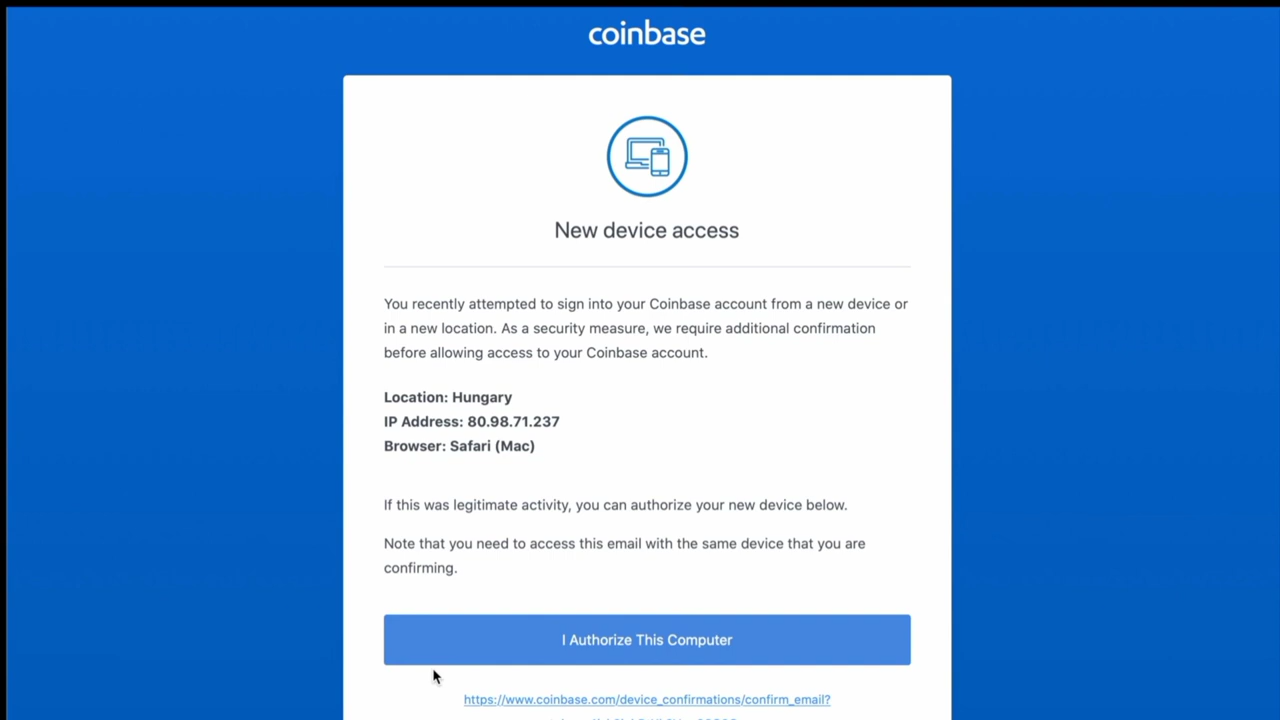 coinbase
New device access
You recently attempted to sign into your Coinbase account from a new device or
in a new location. As a security measure, we require additional confirmation
before allowing access to your Coinbase account.
Location: Hungary
IP Address: 80.98.71.237
Browser: Safari (Mac)
If this was legitimate activity, you can authorize your new device below.
Note that you need to access this email with the same device that you are
confirming.
I Authorize This Computer
https://www.coinbase.com/device_confirmations/confirm_email?